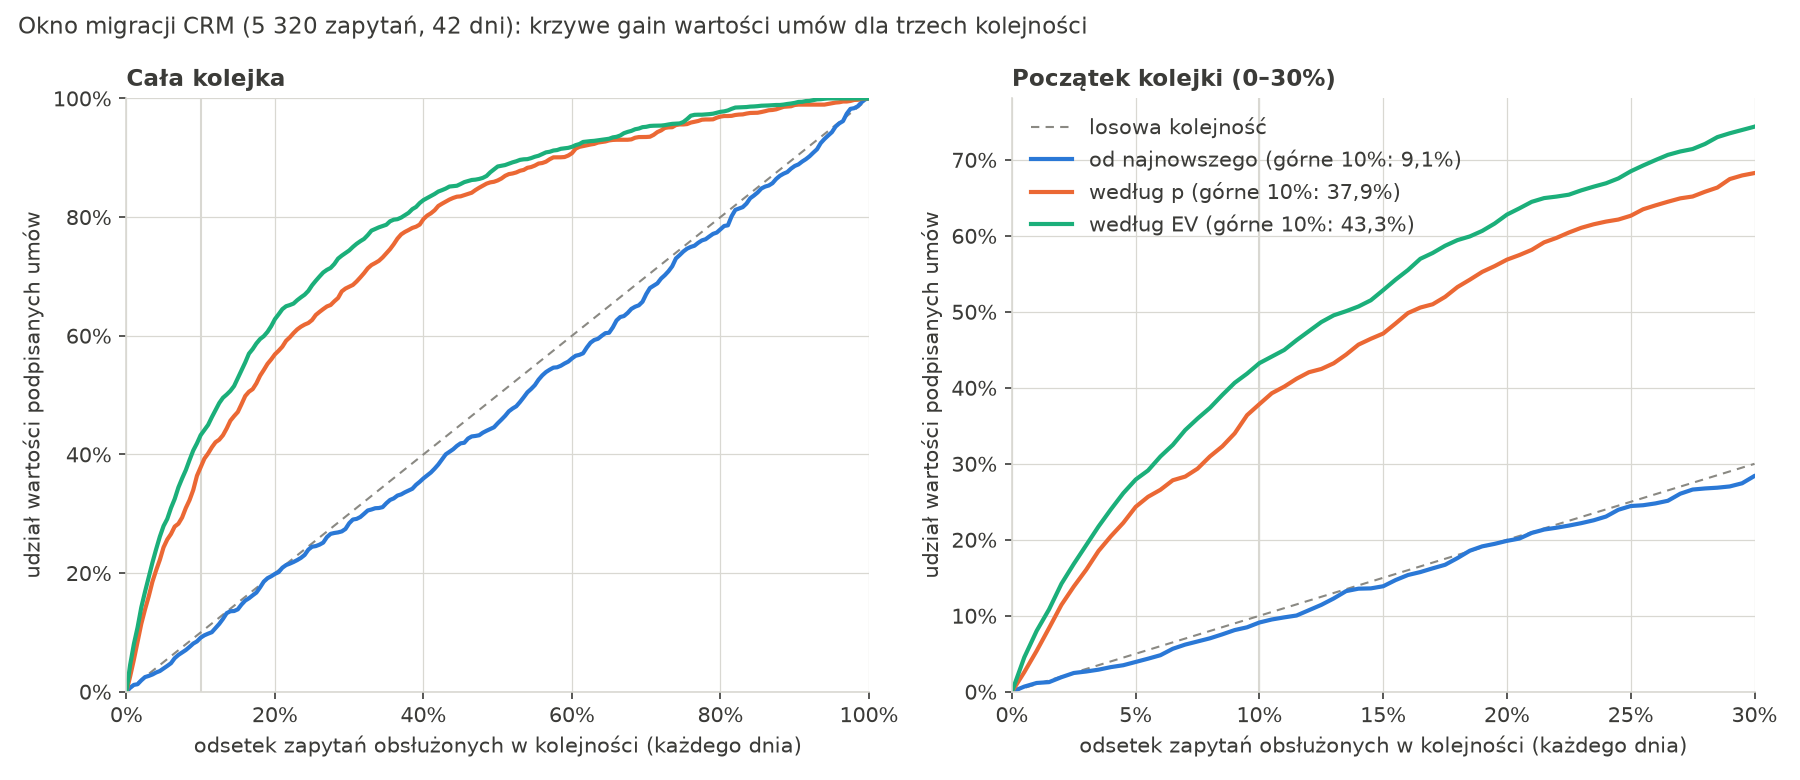 Okno migracji CRM (5 320 zapytań, 42 dni): krzywe gain wartości umów dla trzech kolejności
Cała kolejka
udział wartości podpisanych umów
100%
80%
60%
40%
20%
0%
0%
20%
40%
60%
80%
100%
odsetek zapytań obsłużonych w kolejności (każdego dnia)
Początek kolejki (0–30%)
udział wartości podpisanych umów
70%
60%
50%
40%
30%
20%
10%
0%
losowa kolejność
od najnowszego (górne 10%: 9,1%)
według p (górne 10%: 37,9%)
według EV (górne 10%: 43,3%)
0%
5%
10%
15%
20%
25%
30%
odsetek zapytań obsłużonych w kolejności (każdego dnia)